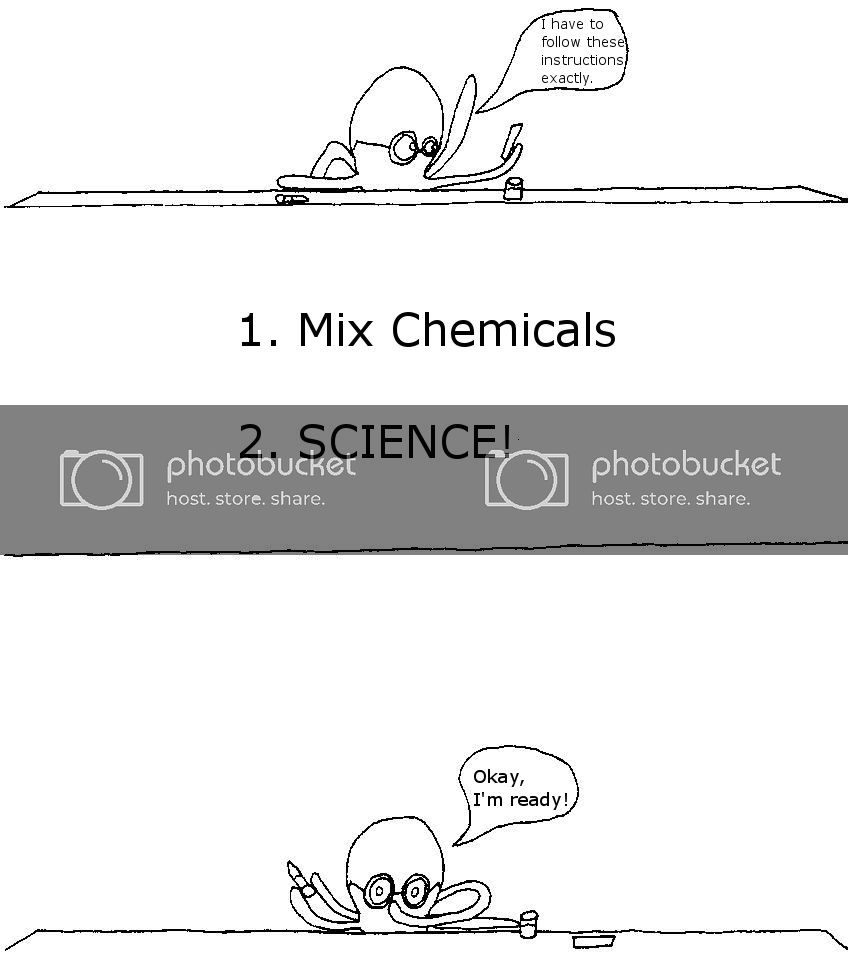 I have to
follow these
instructions
exactly.
1. Mix Chemicals
2. SCIENCE!
photobucket photobucket
host. store. share. host. store. share.
Okay,
I'm ready!